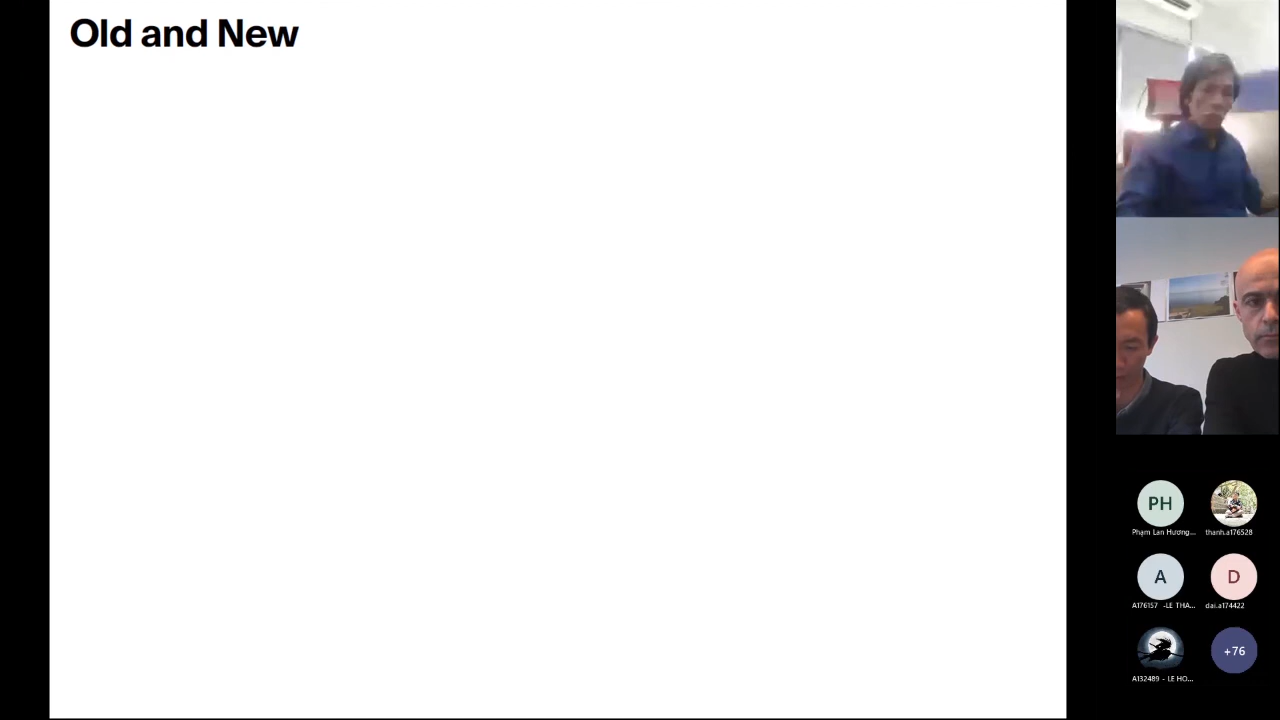 Old and New
PH
Phạm Lan Hương...
thanh.a176528
A
D
A176157 -LE THA...
dai.a174422
A132489 - LE HO...
+76